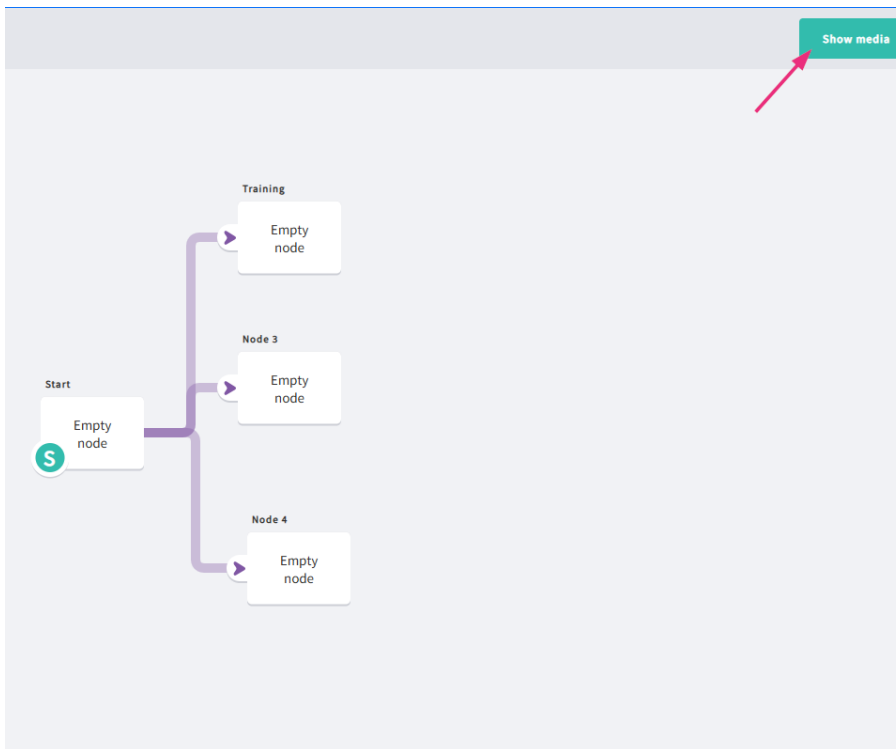 Show media
Training
Empty
node
Node 3
Empty
node
Start
Empty
node
S
Node 4
Empty
node